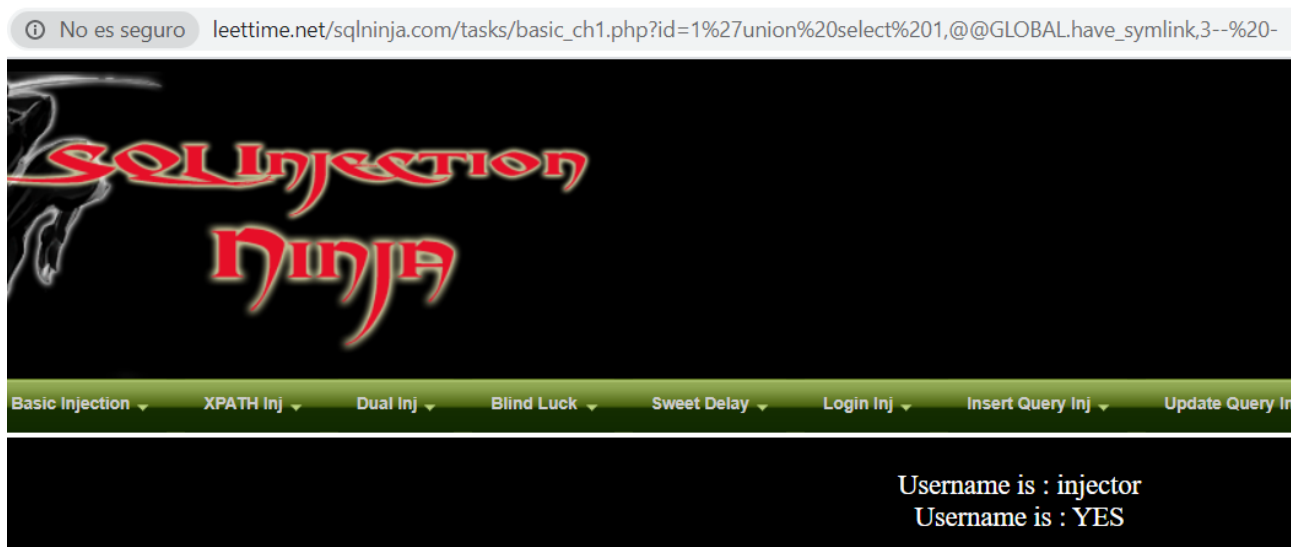 No es seguro leettime.net/sqlninja.com/tasks/basic_ch1.php?id=1%27union%20select%201,@@GLOBAL.have_symlink,3--%20-
SQL Injection
Ninja
Basic Injection XPATH Inj Dual Inj Blind Luck Sweet Delay Login Inj Insert Query Inj Update Query
Username is : injector
Username is : YES